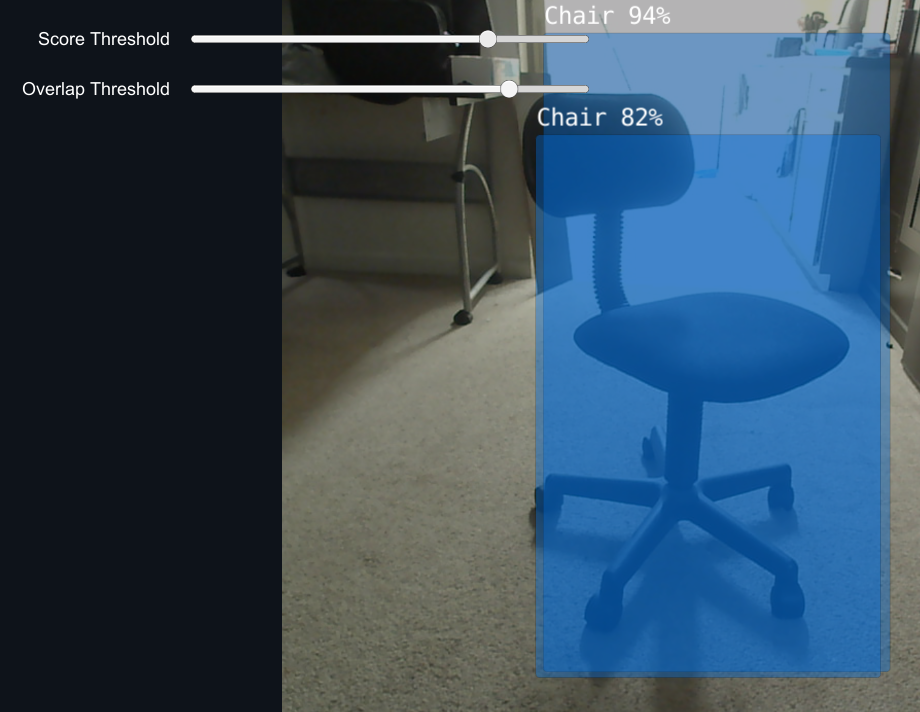 Chair 94%
Score Threshold
Overlap Threshold
Chair 82%